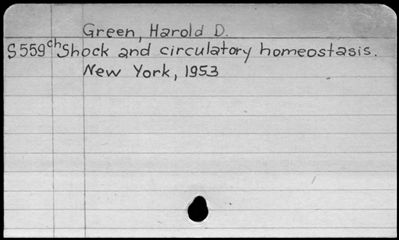 Green, Harold D.
S559ch Shock and circulatory homeostasis.
New York, 1953